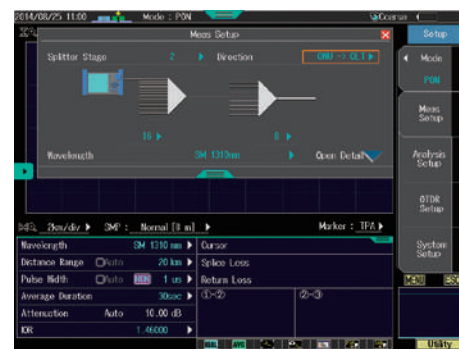 2014/08/25 11:00 Mode : PON Coarse
Meas Setup
Splitter Stage 2 Direction ONU -> OLT
16 8
Wavelength SM 1310nm Open Detail
2km/div SMP : Normal [0 m] Marker : TPA
Wavelength SM 1310 nm Cursor
Distance Range Auto 20 km Splice Loss
Pulse Width Auto 1 us Return Loss
Average Duration 30sec ①-② ②-③
Attenuation Auto 10.00 dB
IOR 1.46000
Setup
Mode
PON
Meas
Setup
Analysis
Setup
OTDR
Setup
System
Setup
MENU SETUP
Utility